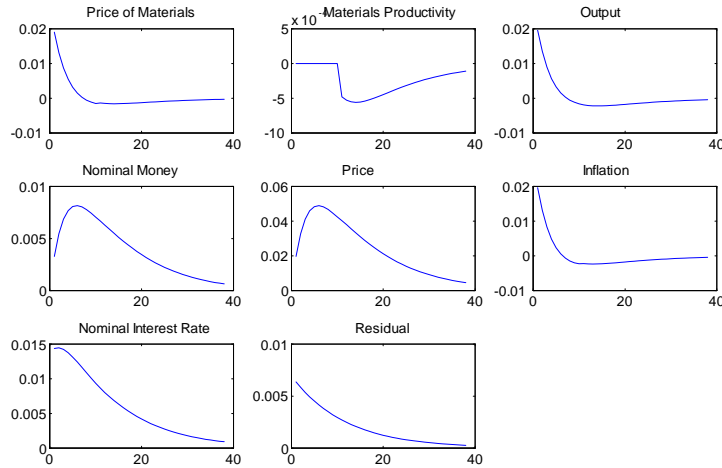 Price of Materials
0.02
0.01
0
-0.01
0 20 40
Materials Productivity
5 x 10
5
0
-5
-10
0 20 40
Output
0.02
0.01
0
-0.01
0 20 40
Nominal Money
0.01
0.005
0
0 20 40
Price
0.06
0.04
0.02
0
0 20 40
Inflation
0.02
0.01
0
-0.01
0 20 40
Nominal Interest Rate
0.015
0.01
0.005
0
0 20 40
Residual
0.01
0.005
0
0 20 40